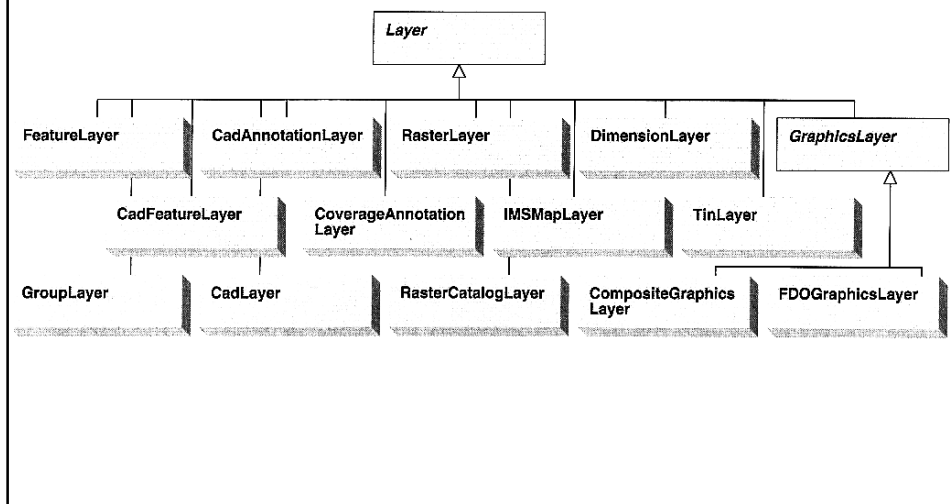 Layer
FeatureLayer
CadAnnotationLayer
RasterLayer
DimensionLayer
GraphicsLayer
CadFeatureLayer
CoverageAnnotation
Layer
IMSMapLayer
TinLayer
GroupLayer
CadLayer
RasterCatalogLayer
CompositeGraphics
Layer
FDOGraphicsLayer